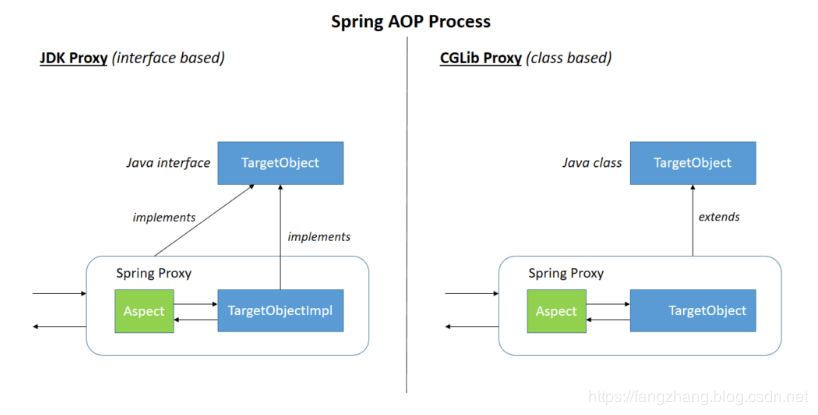 Spring AOP Process
JDK Proxy (interface based)
Java interface
TargetObject
implements
implements
Spring Proxy
Aspect
TargetObjectImpl
CGLib Proxy (class based)
Java class
TargetObject
extends
Spring Proxy
Aspect
TargetObject
https://fangzhang.blog.csdn.net